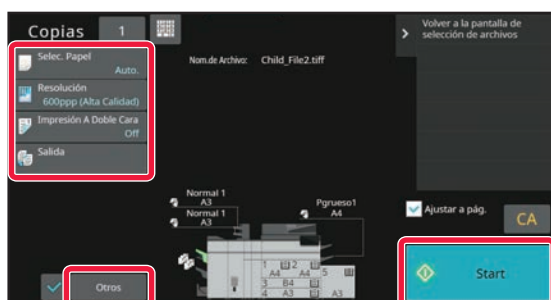 Copias 1
Volver a la pantalla de
selección de archivos
Selec. Papel
Auto.
Nom.de Archivo: Child_File2.tiff
Resolución
600ppp (Alta Calidad)
Impresión A Doble Cara
Off
Salida
Normal 1
A3
Normal 1
A3
Pgrueso1
A4
Ajustar a pág.
CA
1 2
A4 A4 5
3 B4
4 A3 A3
Otros
Start